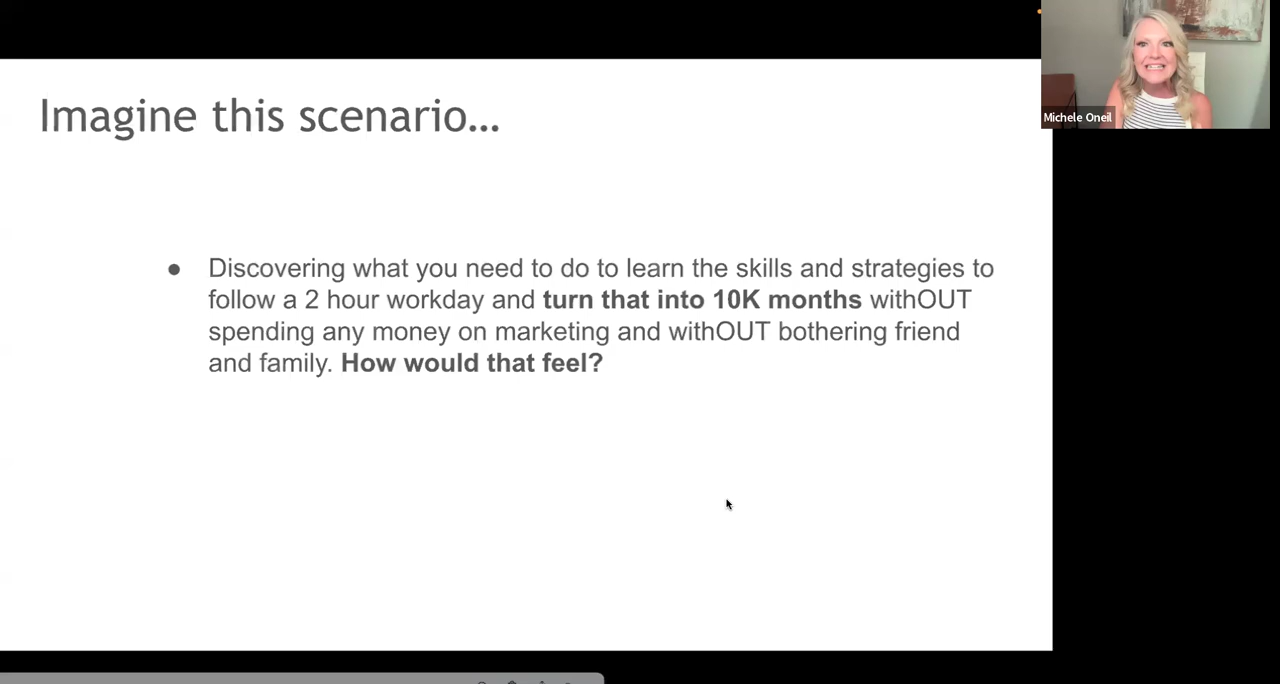 Michele Oneil
Imagine this scenario...
● Discovering what you need to do to learn the skills and strategies to
follow a 2 hour workday and turn that into 10K months withOUT
spending any money on marketing and withOUT bothering friend
and family. How would that feel?